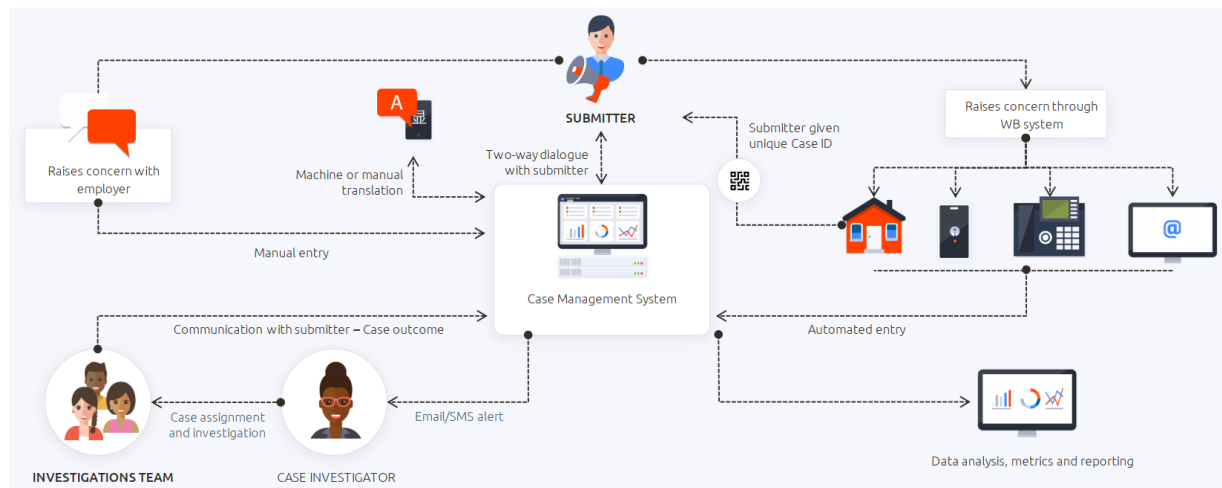 A
SUBMITTER
Raises concern through
WB system
Submitter given
unique Case ID
Raises concern with
employer
Two-way dialogue
with submitter
Machine or manual
translation
@
Manual entry
Case Management System
Communication with submitter – Case outcome
Automated entry
Case assignment
and investigation
Email/SMS alert
Data analysis, metrics and reporting
INVESTIGATIONS TEAM
CASE INVESTIGATOR